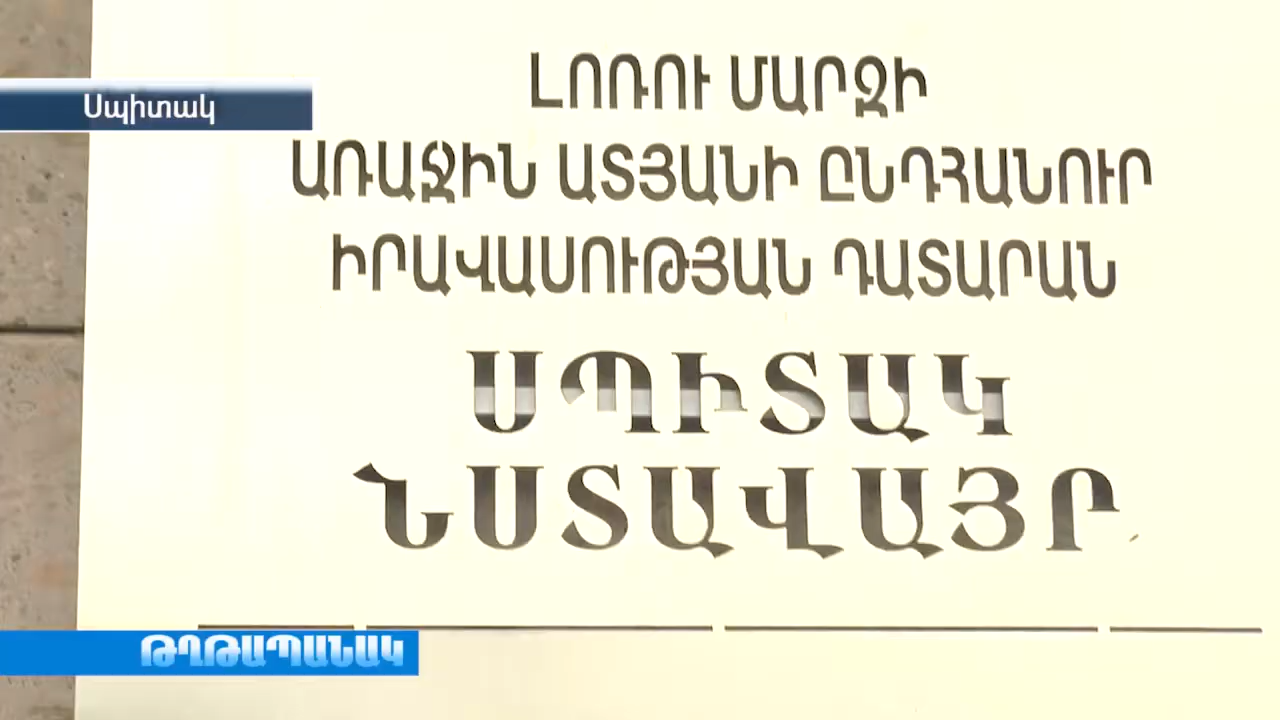 ԼՈՌՈՒ ՄԱՐԶԻ
Սպիտակ
ԱՌԱՋԻՆ ԱՏՅԱՆԻ ԸՆԴՀԱՆՈՒՐ
ԻՐԱՎԱՍՈՒԹՅԱՆ ԴԱՏԱՐԱՆ
ՍՊԻՏԱԿ
ՆՍՏԱՎԱՅՐ
ԹՂԹԱՊԱՆԱԿ